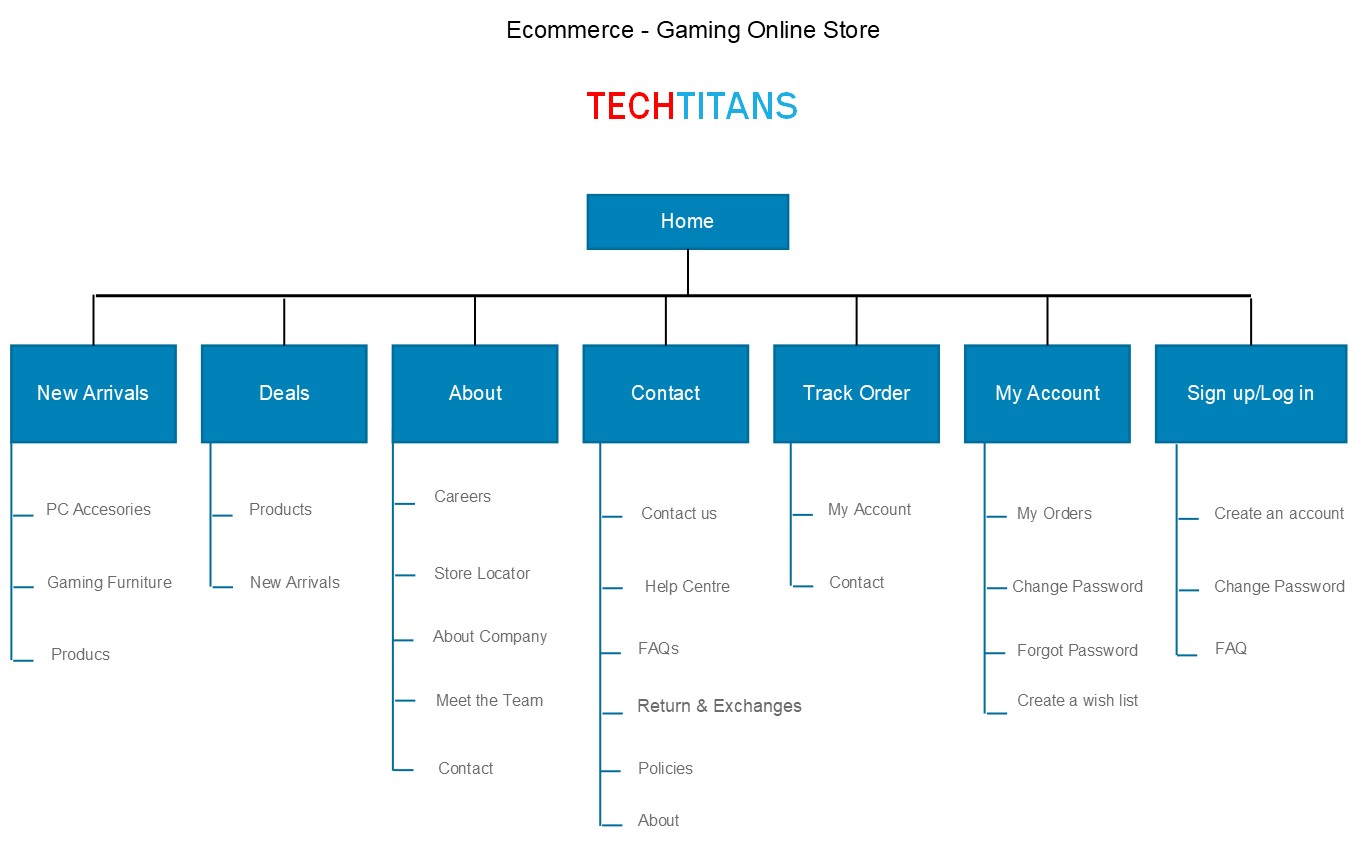 Ecommerce - Gaming Online Store
TECHTITANS
Home
New Arrivals
Deals
About
Contact
Track Order
My Account
Sign up/Log in
PC Accesories
Gaming Furniture
Producs
Products
New Arrivals
Careers
Store Locator
About Company
Meet the Team
Contact
Contact us
Help Centre
FAQs
Return & Exchanges
Policies
About
My Account
Contact
My Orders
Change Password
Forgot Password
Create a wish list
Create an account
Change Password
FAQ